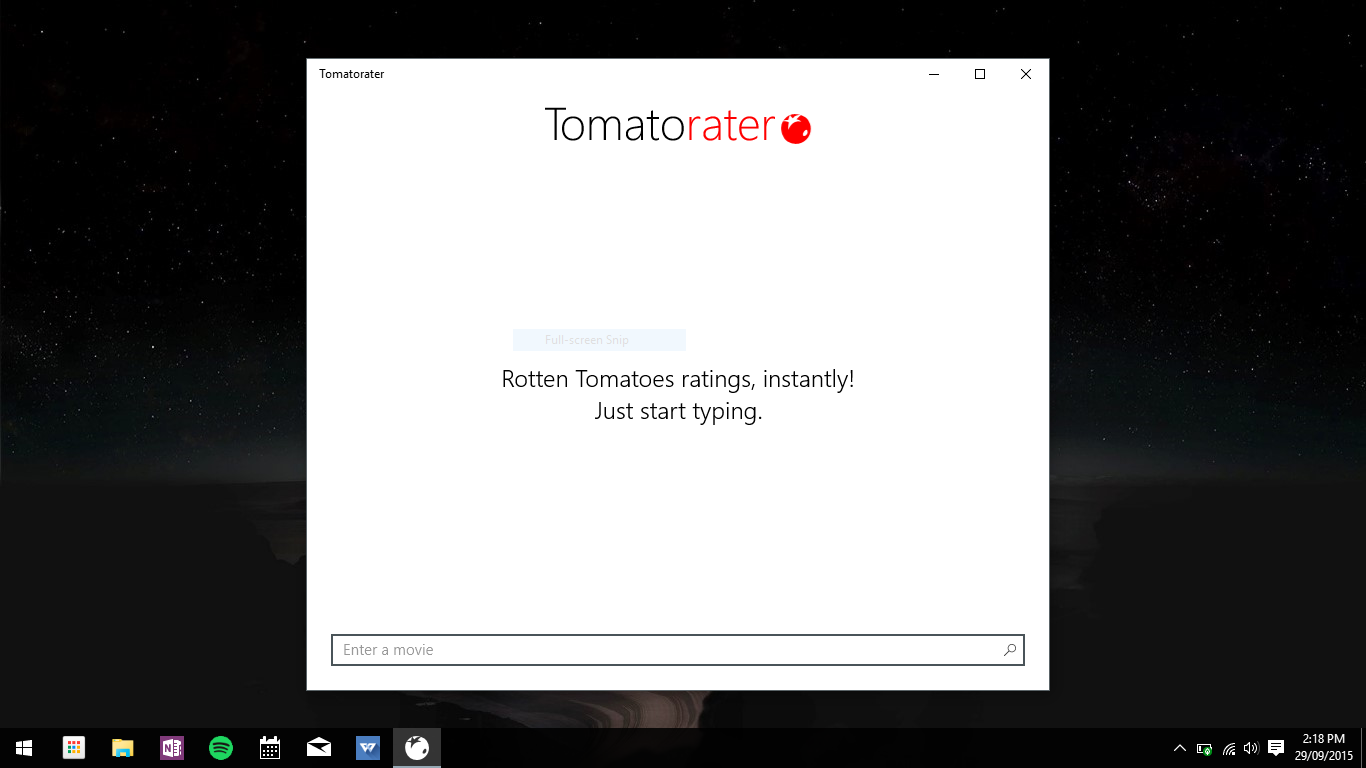 Tomatorater
Tomatorater
Full-screen Snip
Rotten Tomatoes ratings, instantly!
Just start typing.
Enter a movie
2:18 PM
29/09/2015